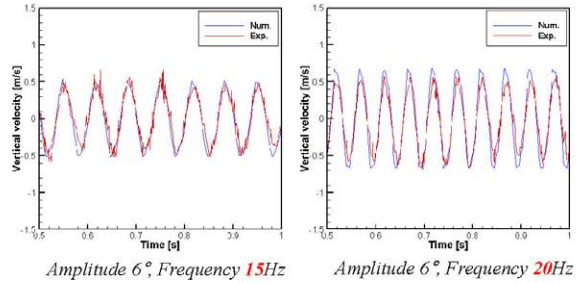 1.5
1
0.5
0
0.5
-1
-1.5
Vertical velocity [m/s]
Num.
Exp.
0.5 0.6 0.7 0.8 0.9 1
Time [s]
Amplitude 6°, Frequency 15Hz
1.5
1
0.5
0
0.5
-1
-1.5
Vertical velocity [m/s]
Num.
Exp.
0.5 0.6 0.7 0.8 0.9 1
Time [s]
Amplitude 6°, Frequency 20Hz